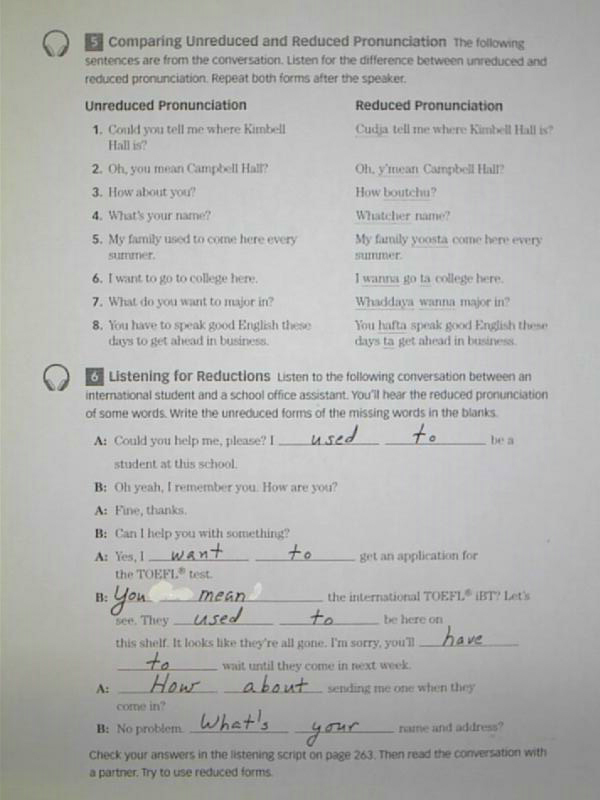 5 Comparing Unreduced and Reduced Pronunciation The following
sentences are from the conversation. Listen for the difference between unreduced and
reduced pronunciation. Repeat both forms after the speaker.
Unreduced Pronunciation Reduced Pronunciation
1. Could you tell me where Kimbell Cudja tell me where Kimbell Hall is?
Hall is?
2. Oh, you mean Campbell Hall? Oh, y'mean Campbell Hall?
3. How about you? How boutchu?
4. What's your name? Whatcher name?
5. My family used to come here every My family yoosta come here every
summer. summer.
6. I want to go to college here. I wanna go ta college here.
7. What do you want to major in? Whaddaya wanna major in?
8. You have to speak good English these You hafta speak good English these
days to get ahead in business. days ta get ahead in business.
6 Listening for Reductions Listen to the following conversation between an
international student and a school office assistant. You'll hear the reduced pronunciation
of some words. Write the unreduced forms of the missing words in the blanks.
A: Could you help me, please? I used to be a
student at this school.
B: Oh yeah, I remember you. How are you?
A: Fine, thanks.
B: Can I help you with something?
A: Yes, I want to get an application for
the TOEFL® test.
B: You mean the international TOEFL® iBT? Let's
see. They used to be here on
this shelf. It looks like they're all gone. I'm sorry, you'll have
to wait until they come in next week.
A: How about sending me one when they
come in?
B: No problem. What's your name and address?
Check your answers in the listening script on page 263. Then read the conversation with
a partner. Try to use reduced forms.